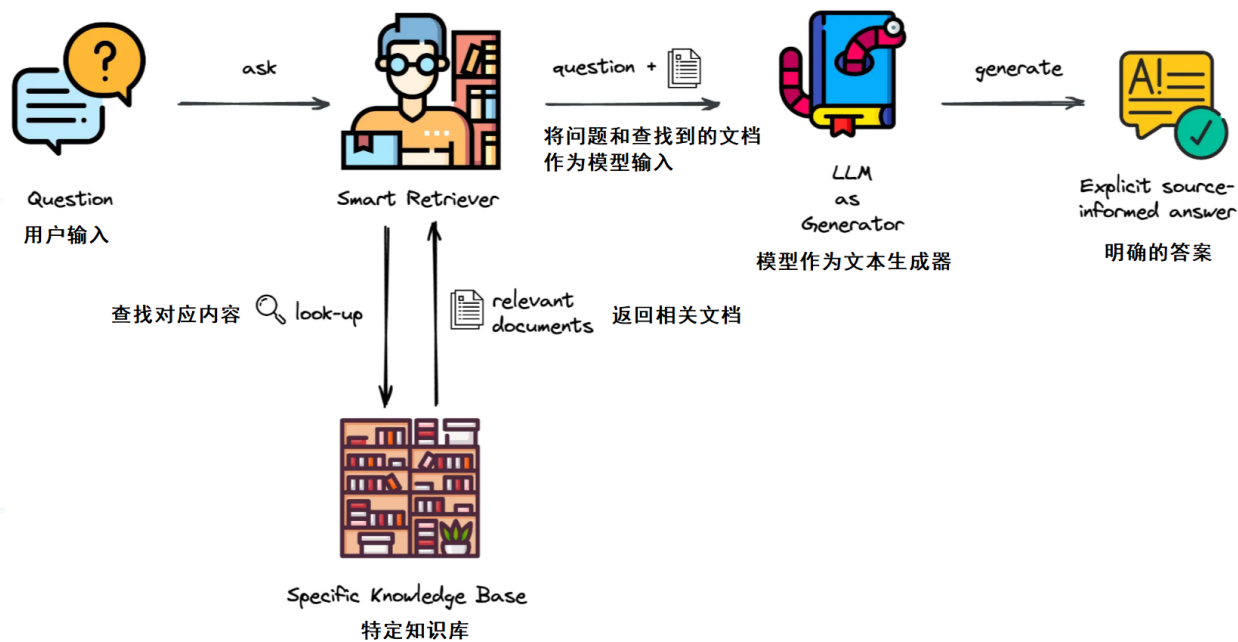 ?
ask
question +
generate
A!
将问题和查找到的文档
作为模型输入
Question
用户输入
Smart Retriever
LLM
as
Generator
模型作为文本生成器
Explicit source-
informed answer
明确的答案
查找对应内容
look-up
relevant
documents
返回相关文档
Specific Knowledge Base
特定知识库